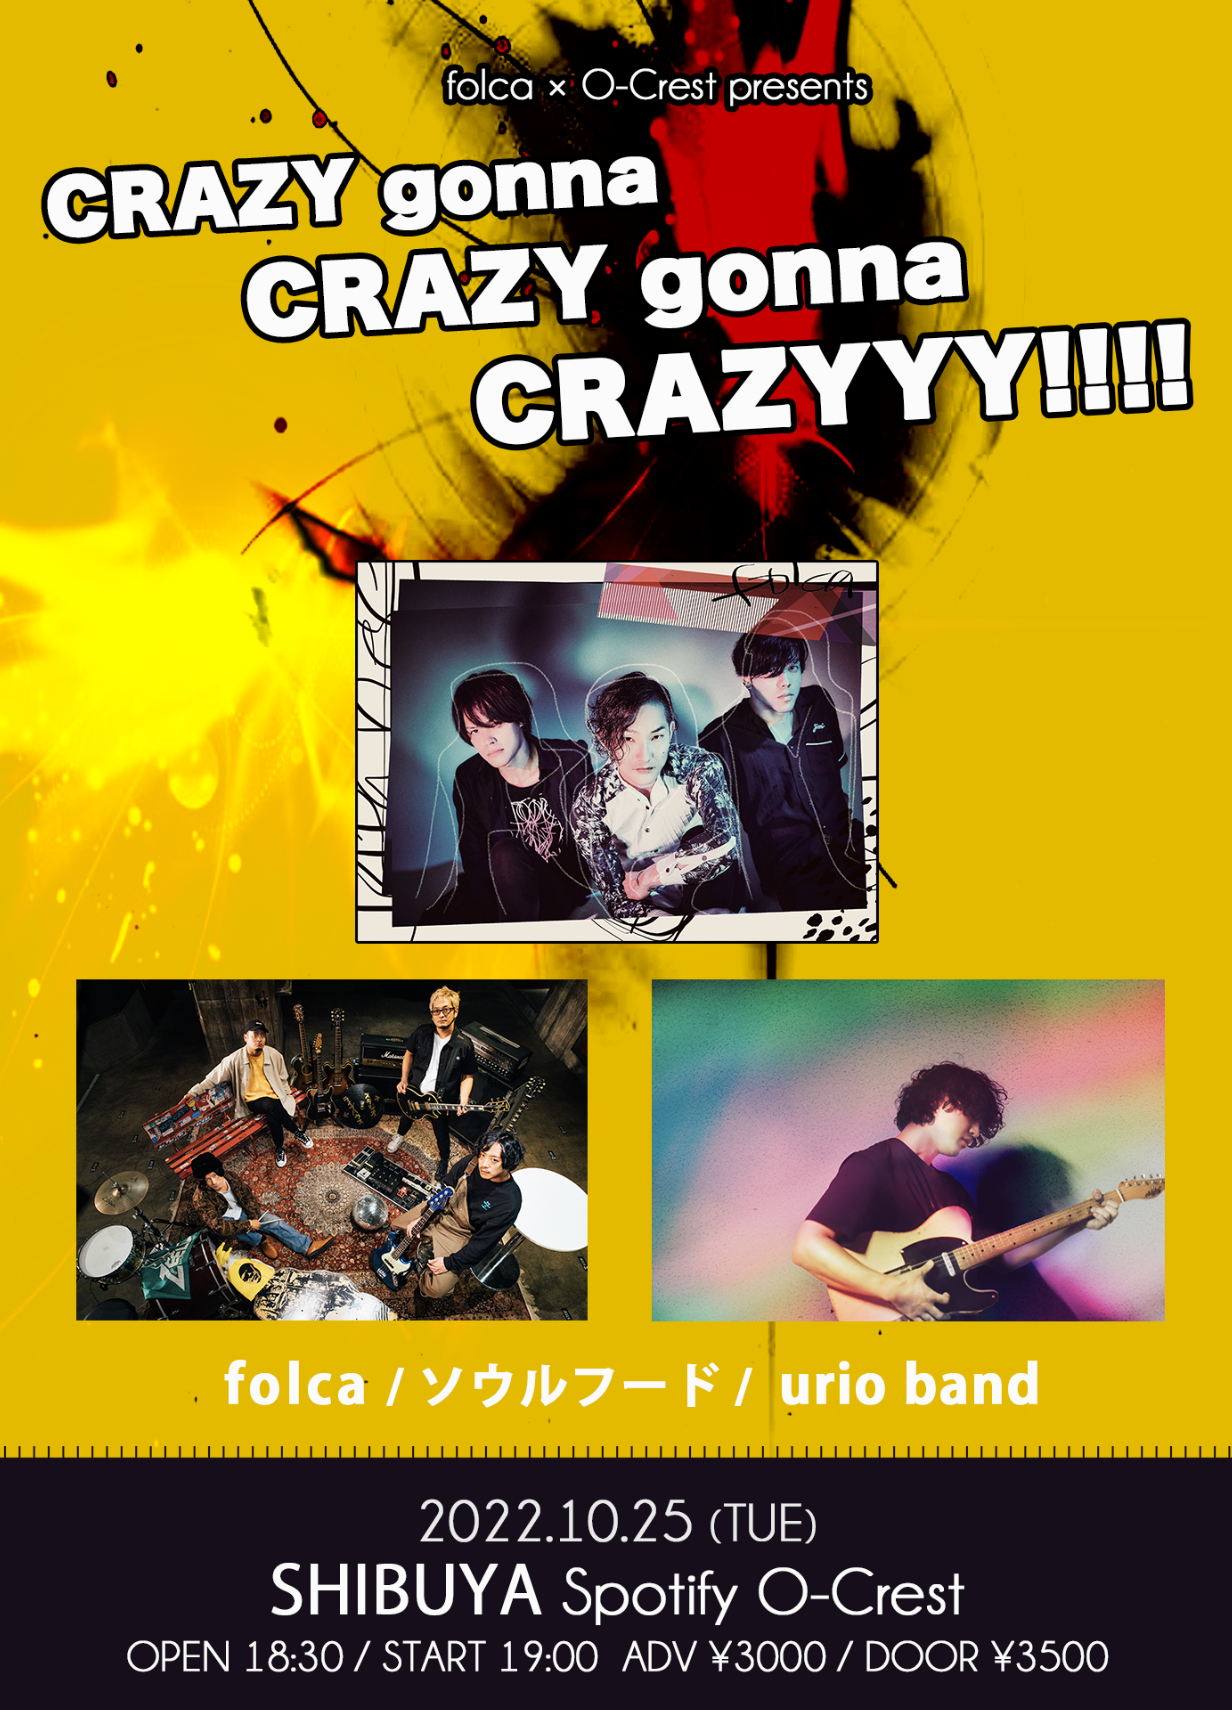 folca × O-Crest presents
CRAZY gonna
CRAZY gonna
CRAZYYY!!!!
folca
folca / ソウルフード / urio band
2022.10.25 (TUE)
SHIBUYA Spotify O-Crest
OPEN 18:30 / START 19:00 ADV ¥3000 / DOOR ¥3500